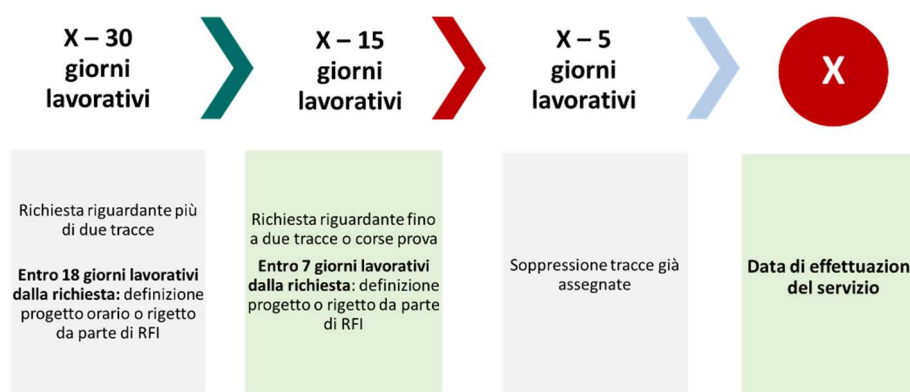 X – 30
giorni
lavorativi
X – 15
giorni
lavorativi
X – 5
giorni
lavorativi
X
Richiesta riguardante più
di due tracce
Entro 18 giorni lavorativi
dalla richiesta: definizione
progetto orario o rigetto
da parte di RFI
Richiesta riguardante fino
a due tracce o corse prova
Entro 7 giorni lavorativi
dalla richiesta: definizione
progetto o rigetto da parte
di RFI
Soppressione tracce già
assegnate
Data di effettuazion
del servizio